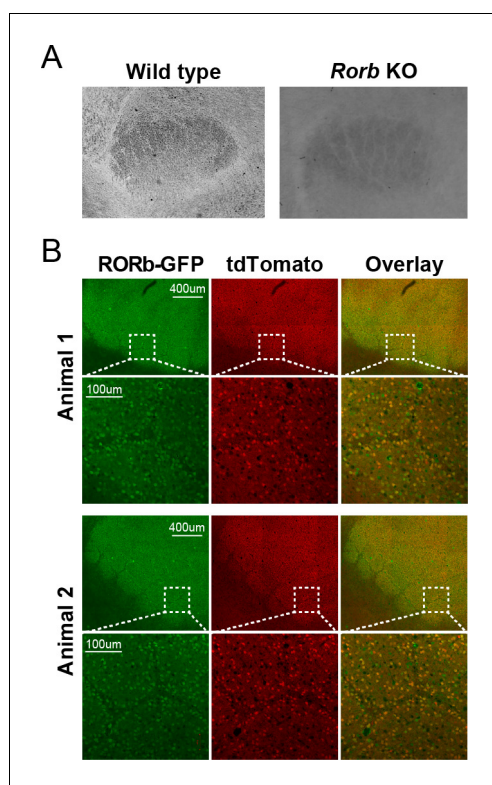 A
Wild type
Rorb KO
B
RORb-GFP
tdTomato
Overlay
Animal 1
400um
100um
Animal 2
400um
100um